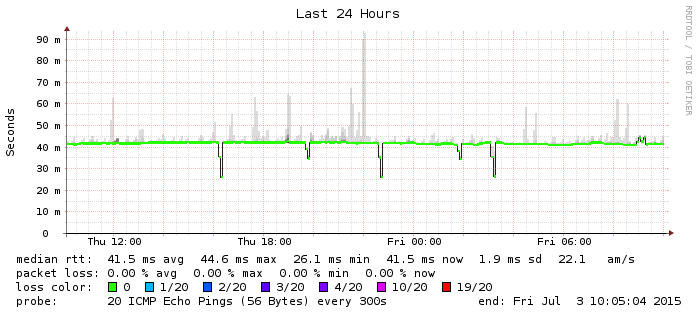 Last 24 Hours
RRDTOOL / TOBI OETIKER
Seconds
90 m
80 m
70 m
60 m
50 m
40 m
30 m
20 m
10 m
0
Thu 12:00 Thu 18:00 Fri 00:00 Fri 06:00
median rtt: 41.5 ms avg 44.6 ms max 26.1 ms min 41.5 ms now 1.9 ms sd 22.1 am/s
packet loss: 0.00 % avg 0.00 % max 0.00 % min 0.00 % now
loss color: 0 1/20 2/20 3/20 4/20 10/20 19/20
probe: 20 ICMP Echo Pings (56 Bytes) every 300s end: Fri Jul 3 10:05:04 2015